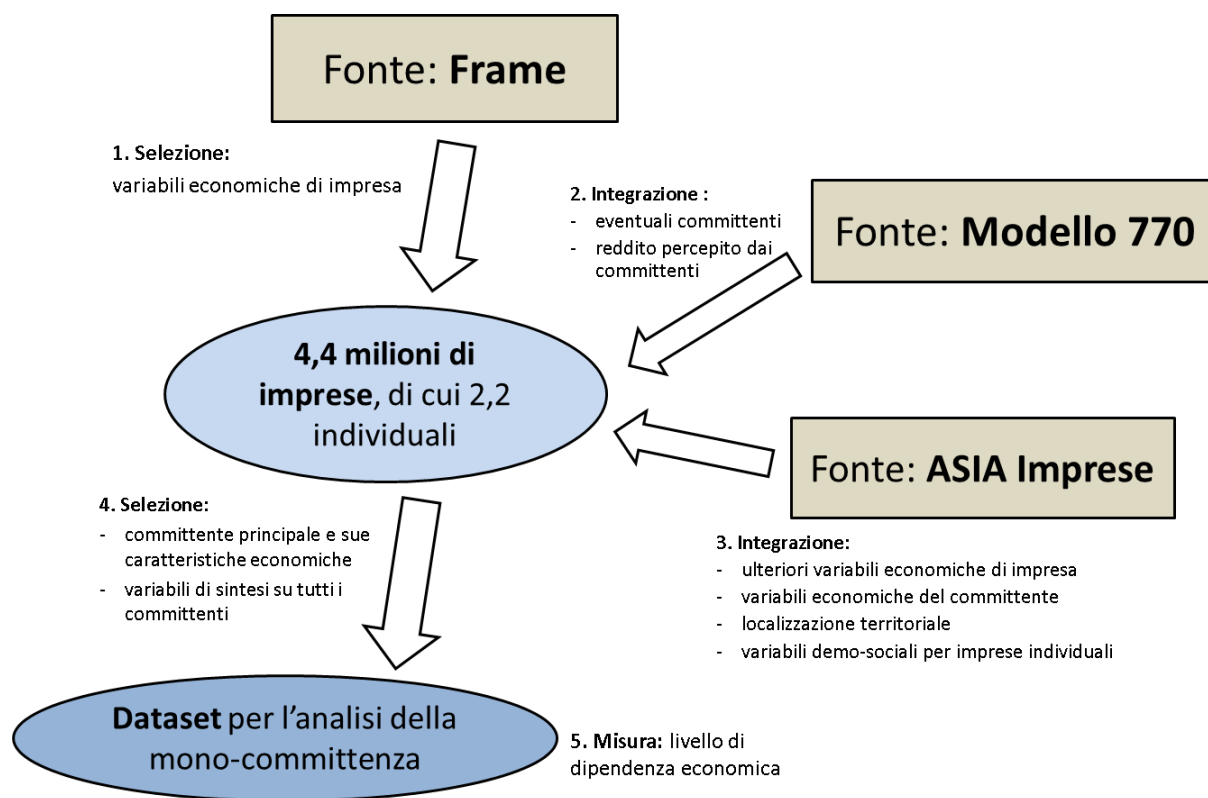 Fonte: Frame
1. Selezione:
variabili economiche di impresa
2. Integrazione :
- eventuali committenti
- reddito percepito dai
committenti
Fonte: Modello 770
4,4 milioni di
imprese, di cui 2,2
individuali
Fonte: ASIA Imprese
3. Integrazione:
- ulteriori variabili economiche di impresa
- variabili economiche del committente
- localizzazione territoriale
- variabili demo-sociali per imprese individuali
4. Selezione:
- committente principale e sue
caratteristiche economiche
- variabili di sintesi su tutti i
committenti
Dataset per l'analisi della
mono-committenza
5. Misura: livello di
dipendenza economica